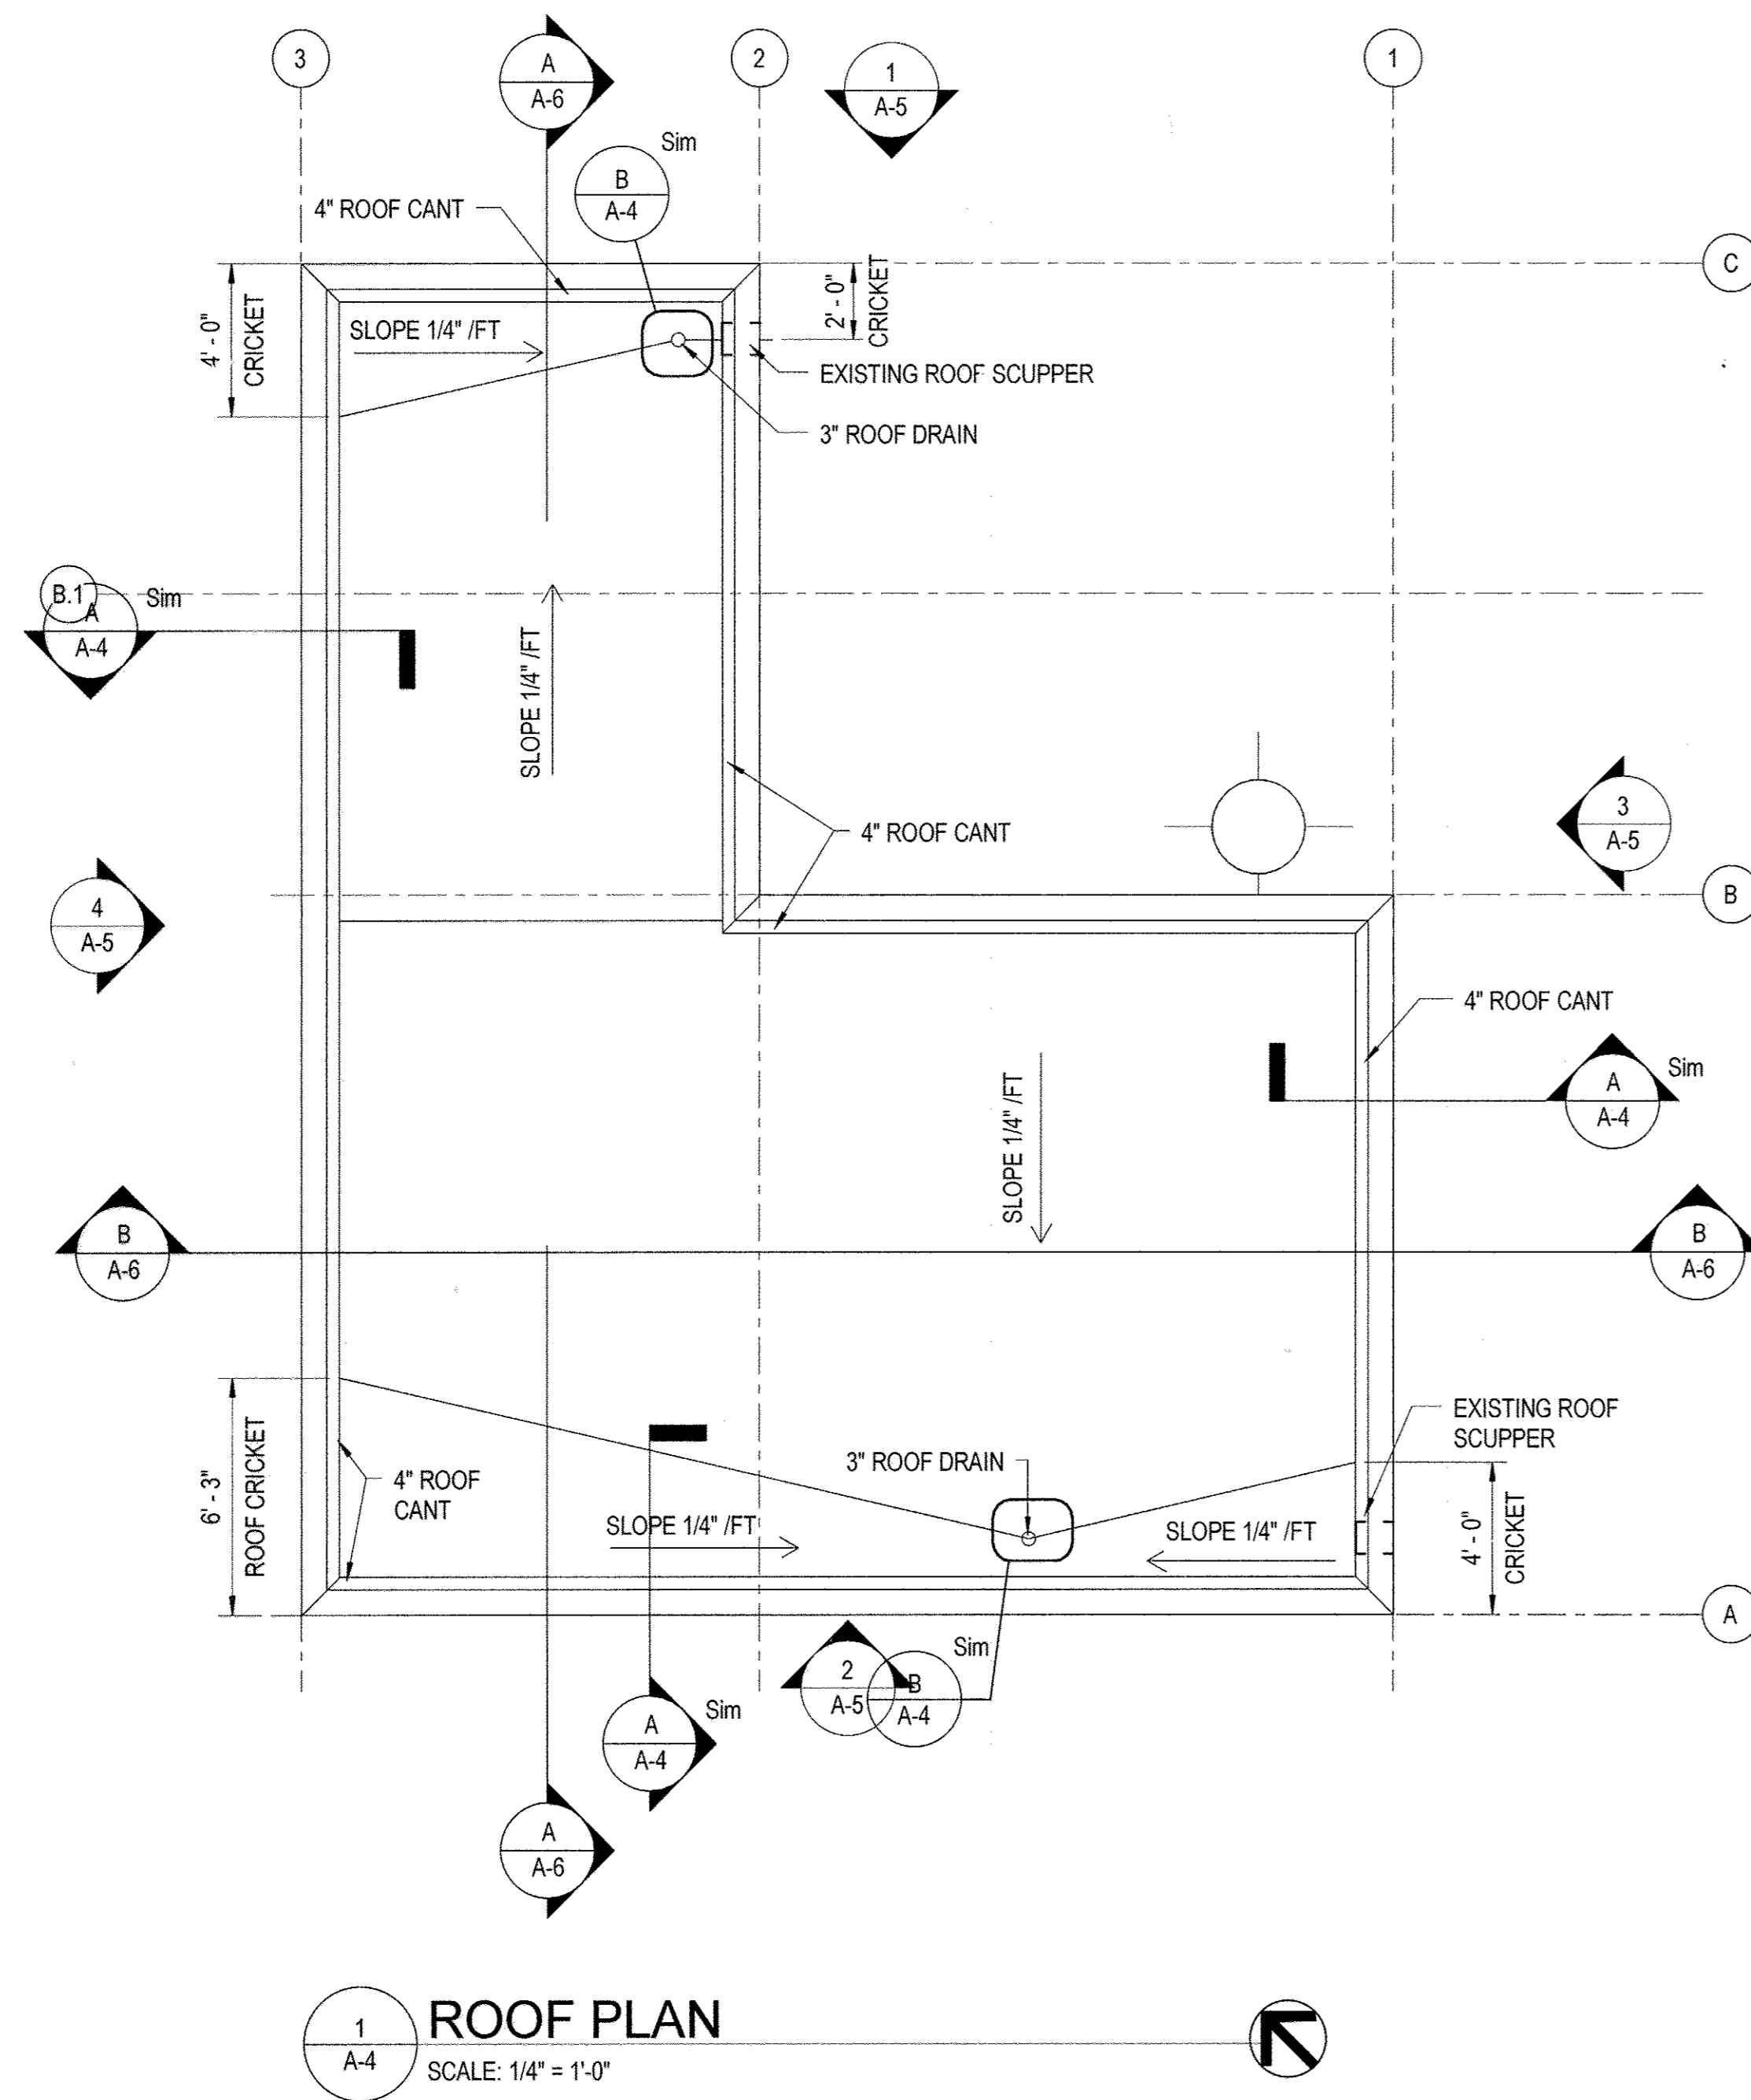 3
A
A-6
2
1
A-5
1
Sim
B
A-4
4" ROOF CANT
C
4' - 0"
CRICKET
2' - 0"
CRICKET
SLOPE 1/4" /FT
EXISTING ROOF SCUPPER
3" ROOF DRAIN
B.1
A
A-4
Sim
SLOPE 1/4" /FT
4" ROOF CANT
3
A-5
B
4
A-5
4" ROOF CANT
Sim
A
A-4
SLOPE 1/4" /FT
B
A-6
B
A-6
6' - 3"
ROOF CRICKET
4" ROOF
CANT
3" ROOF DRAIN
EXISTING ROOF
SCUPPER
SLOPE 1/4" /FT
SLOPE 1/4" /FT
4' - 0"
CRICKET
A
2
A-5
B
A-4
Sim
A
A-4
Sim
A
A-6
1
A-4
ROOF PLAN
SCALE: 1/4" = 1'-0"